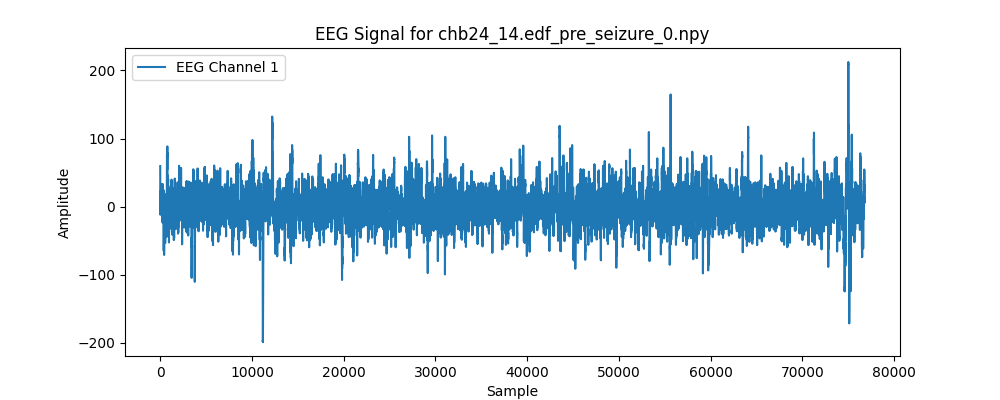 EEG Signal for chb24_14.edf_pre_seizure_0.npy
EEG Channel 1
Amplitude
200
100
0
−100
−200
0 10000 20000 30000 40000 50000 60000 70000 80000
Sample